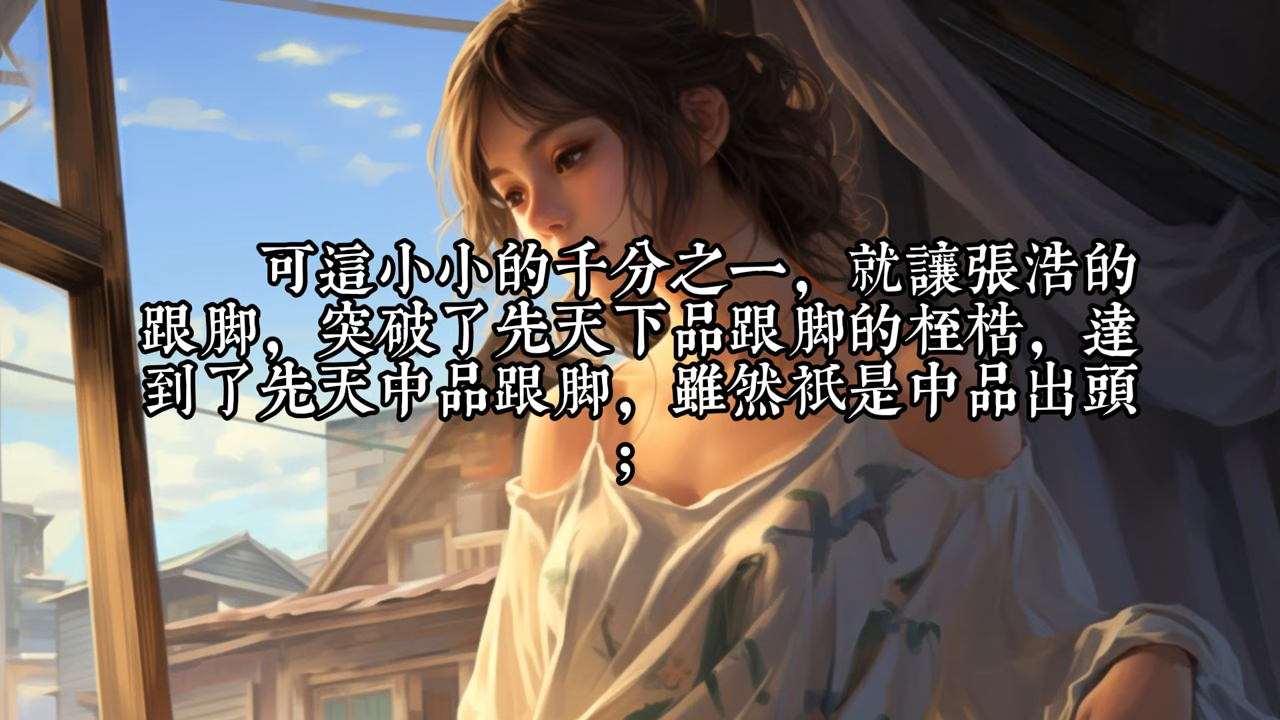 可這小小的千分之一，就讓張浩的
跟脚，突破了先天下品跟脚的桎梏，達
到了先天中品跟脚，雖然衹是中品出頭
；